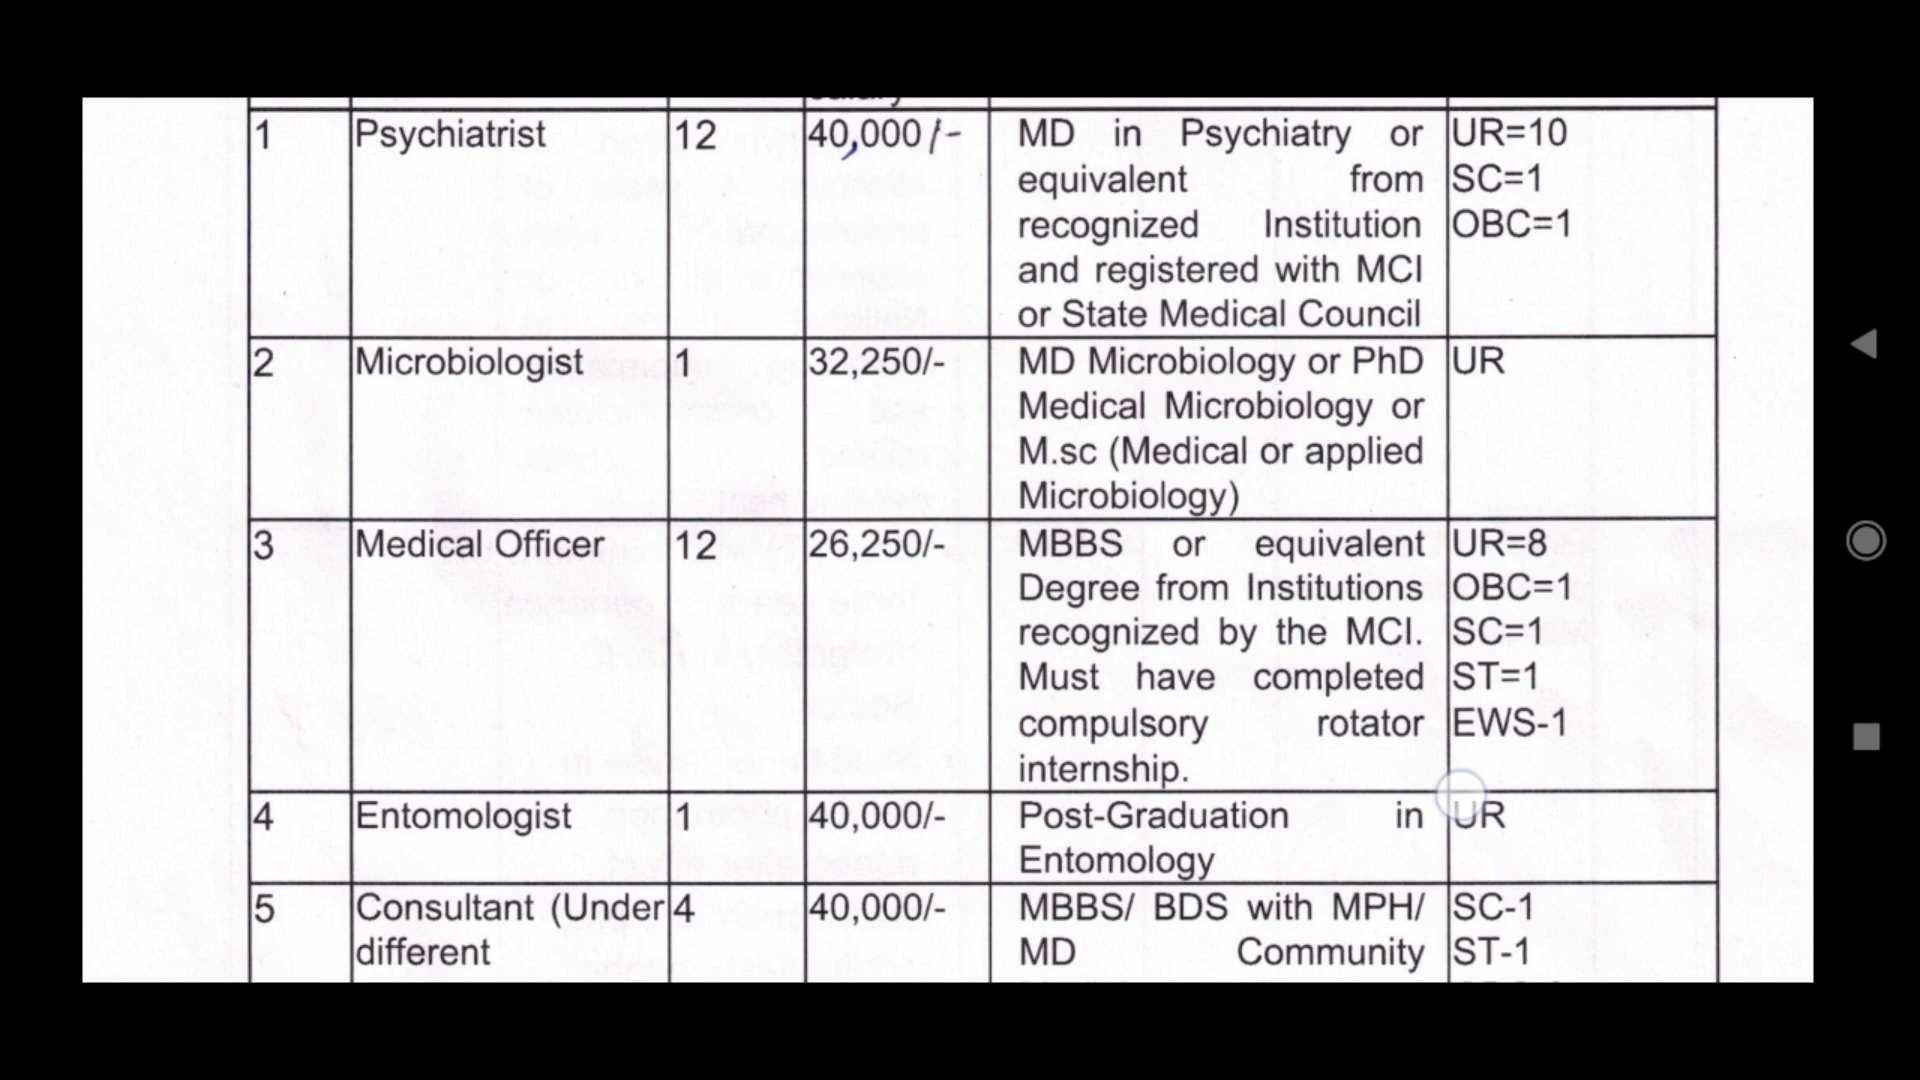 1 Psychiatrist 12 40,000/- MD in Psychiatry or UR=10
equivalent from SC=1
recognized Institution OBC=1
and registered with MCI
or State Medical Council
2 Microbiologist 1 32,250/- MD Microbiology or PhD UR
Medical Microbiology or
M.sc (Medical or applied
Microbiology)
3 Medical Officer 12 26,250/- MBBS or equivalent UR=8
Degree from Institutions OBC=1
recognized by the MCI. SC=1
Must have completed ST=1
compulsory rotator EWS-1
internship.
4 Entomologist 1 40,000/- Post-Graduation in UR
Entomology
5 Consultant (Under 4 40,000/- MBBS/ BDS with MPH/ SC-1
different MD Community ST-1